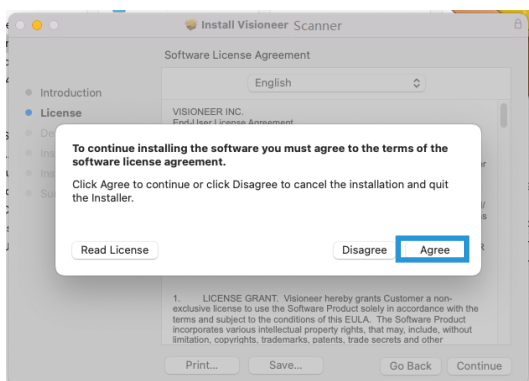 Install Visioneer Scanner
Software License Agreement
English
Introduction
License
VISIONEER INC.
End-User License Agreement
To continue installing the software you must agree to the terms of the
software license agreement.
Click Agree to continue or click Disagree to cancel the installation and quit
the Installer.
Read License
Disagree
Agree
1. LICENSE GRANT. Visioneer hereby grants Customer a non-
exclusive license to use the Software Product solely in accordance with the
terms and subject to the conditions of this EULA. The Software Product
incorporates various intellectual property rights, that may, include, without
limitation, copyrights, trademarks, patents, trade secrets and other
Print...
Save...
Go Back
Continue